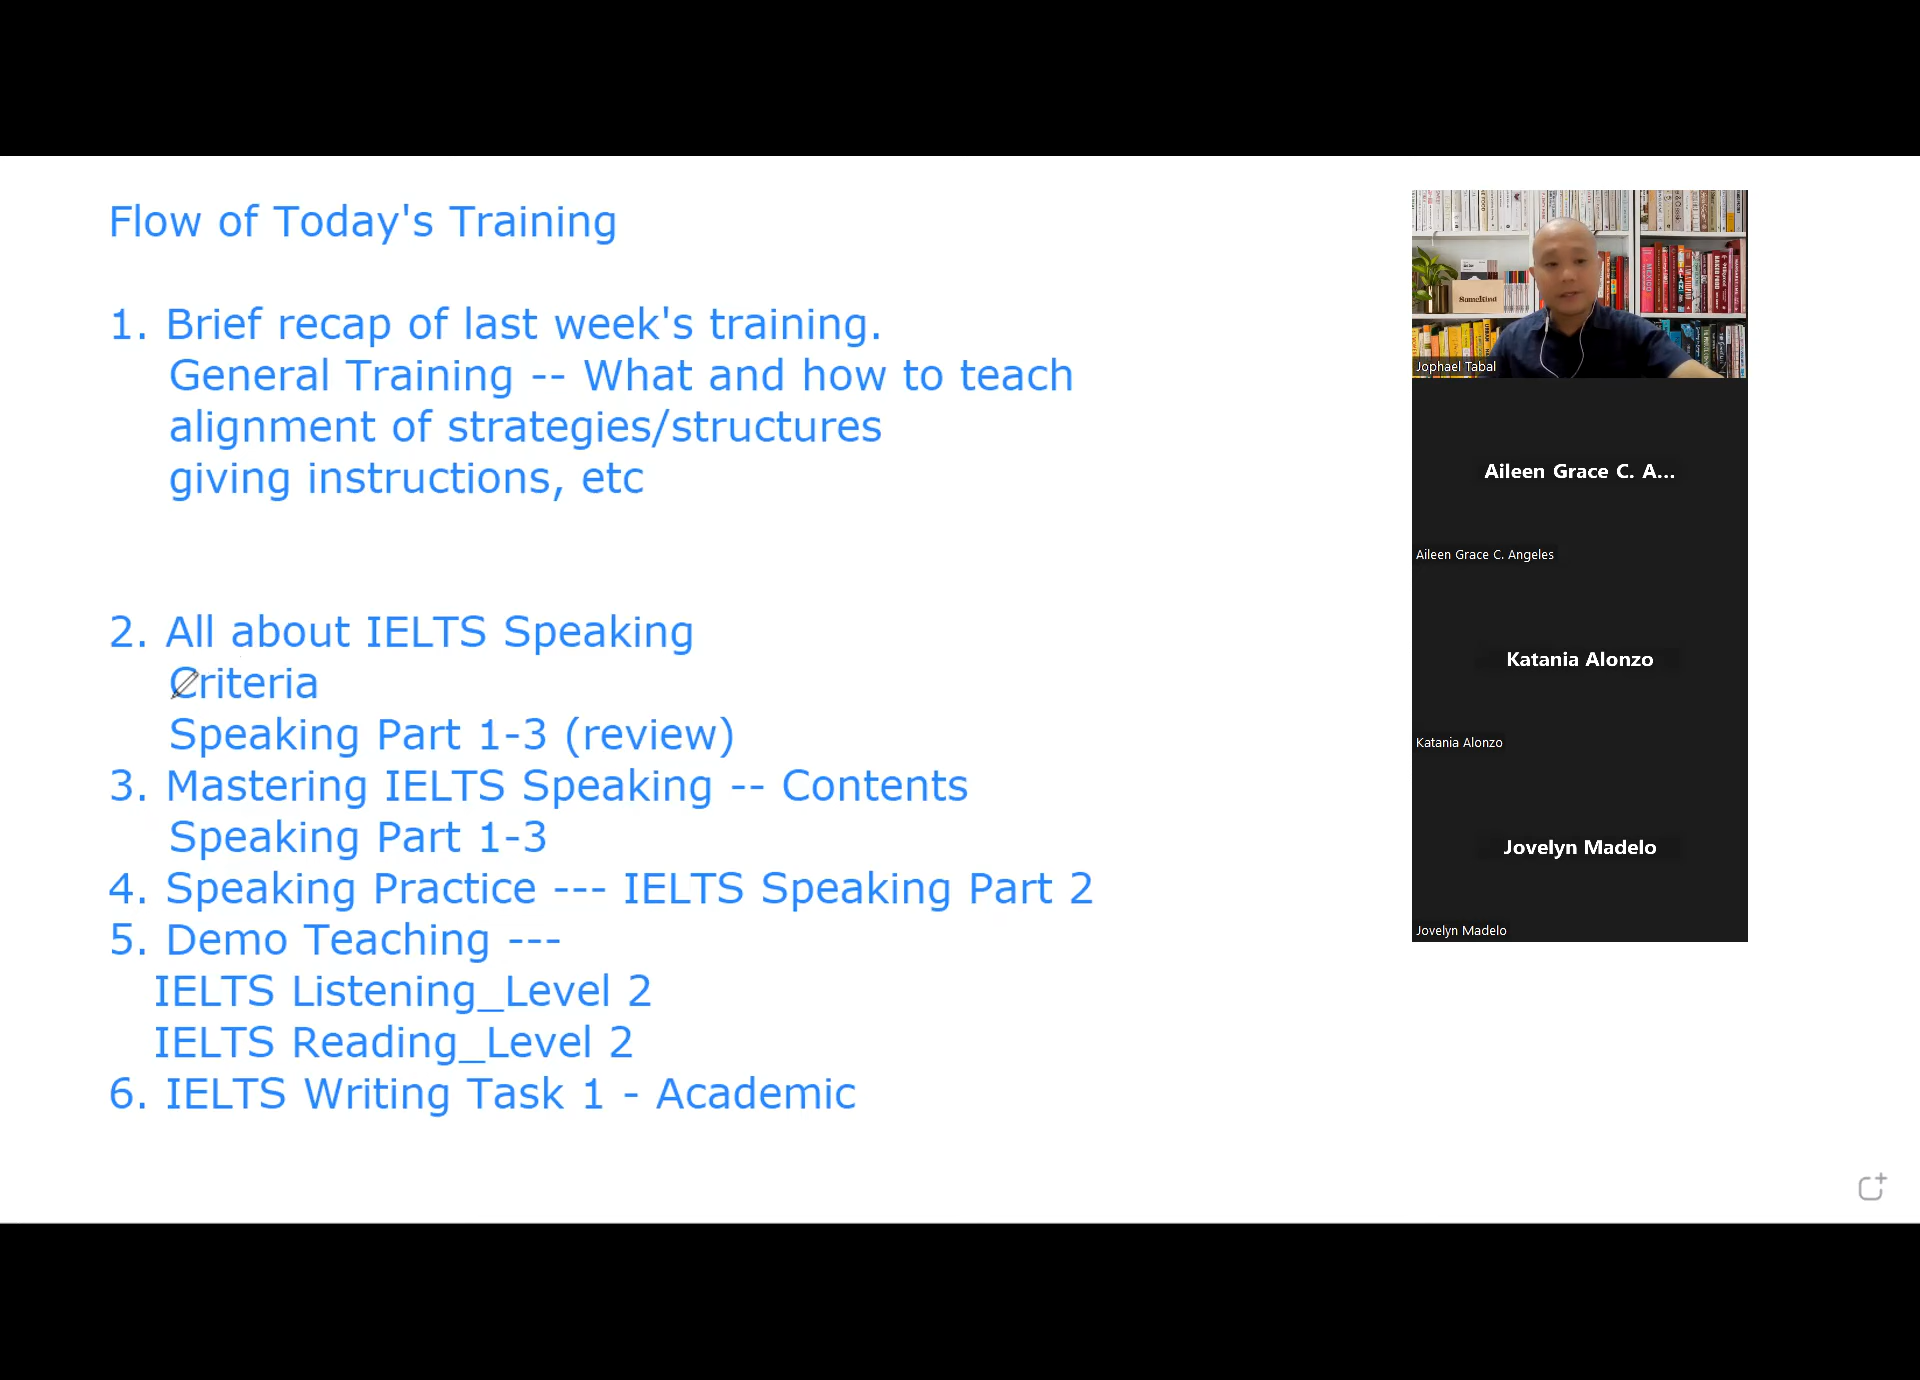 Flow of Today's Training
1. Brief recap of last week's training.
General Training -- What and how to teach
alignment of strategies/structures
giving instructions, etc
2. All about IELTS Speaking
Criteria
Speaking Part 1-3 (review)
3. Mastering IELTS Speaking -- Contents
Speaking Part 1-3
4. Speaking Practice --- IELTS Speaking Part 2
5. Demo Teaching ---
IELTS Listening_Level 2
IELTS Reading_Level 2
6. IELTS Writing Task 1 - Academic
SomeKind
MEXICO
Jophael Tabal
Aileen Grace C. A...
Aileen Grace C. Angeles
Katania Alonzo
Katania Alonzo
Jovelyn Madelo
Jovelyn Madelo